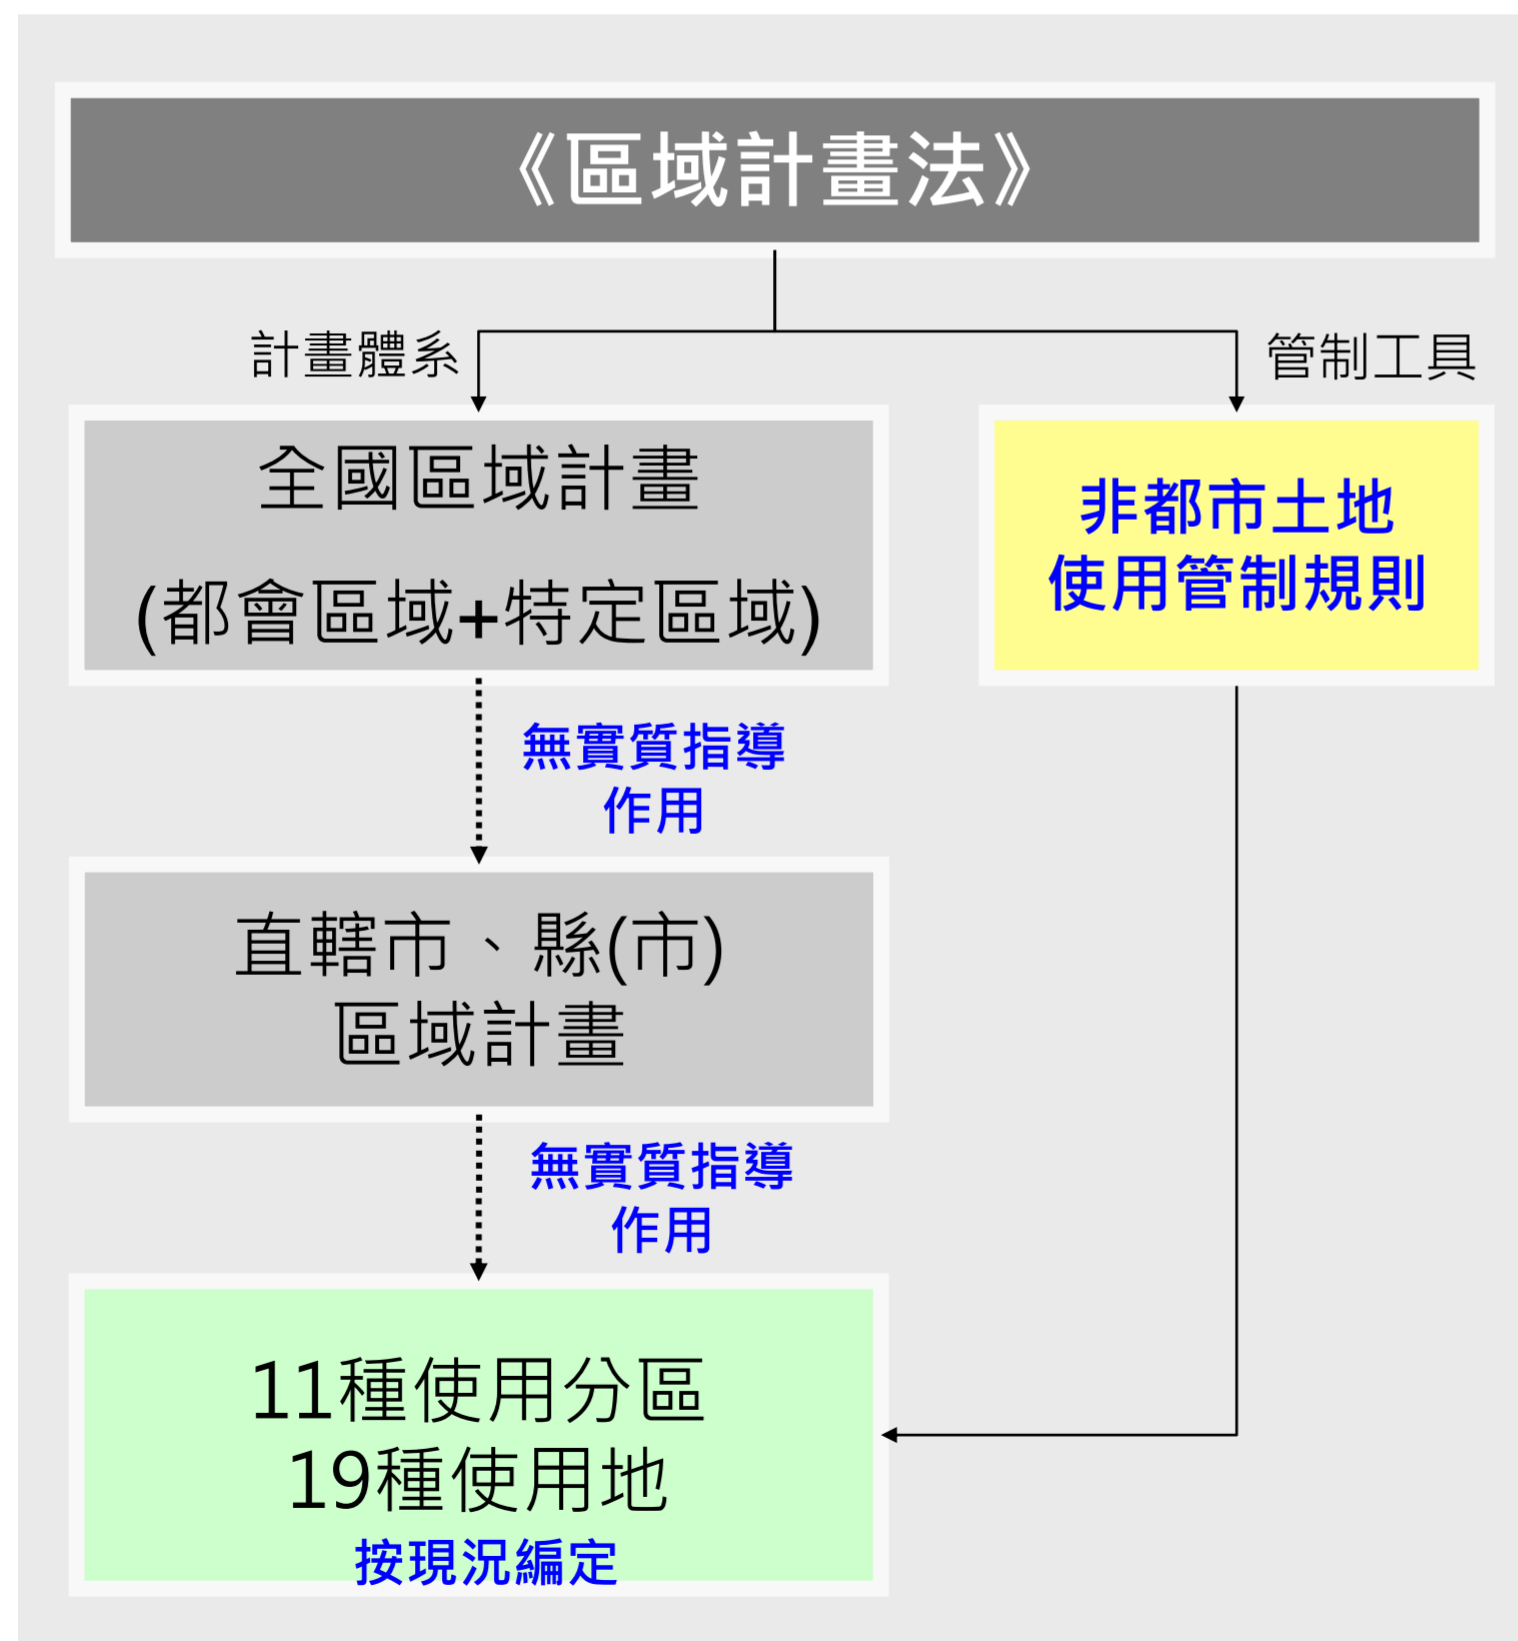 《區域計畫法》
計畫體系
管制工具
全國區域計畫
(都會區域+特定區域)
非都市土地
使用管制規則
無實質指導
作用
直轄市、縣(市)
區域計畫
無實質指導
作用
11種使用分區
19種使用地
按現況編定